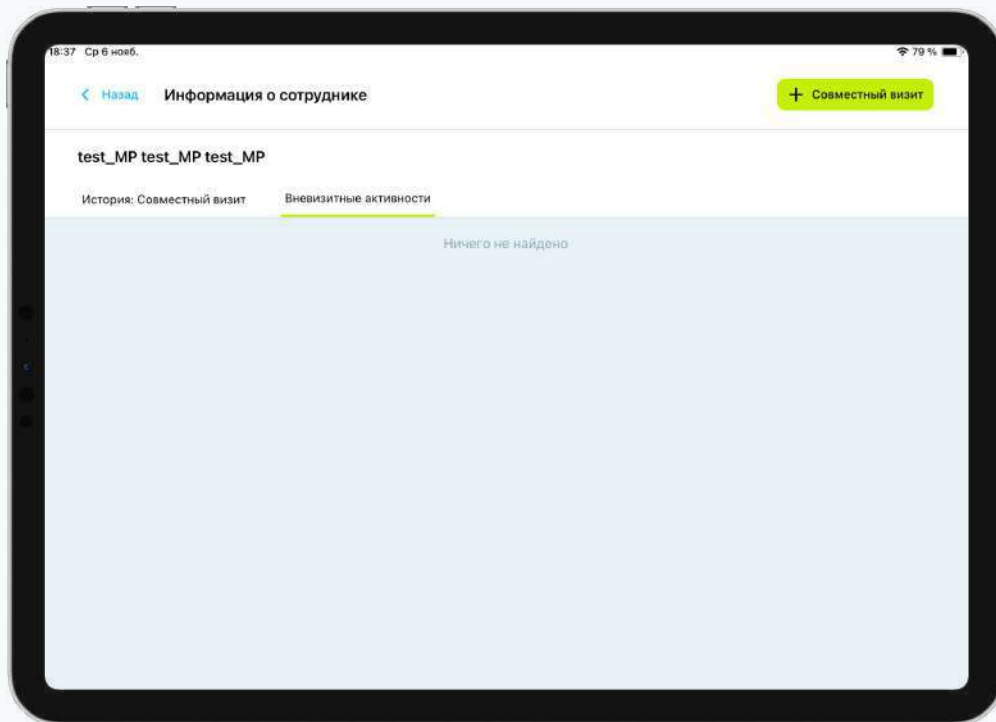 18:37 Ср 6 нояб.
79 %
Назад
Информация о сотруднике
+ Совместный визит
test_MP test_MP test_MP
История: Совместный визит
Вневизитные активности
Ничего не найдено